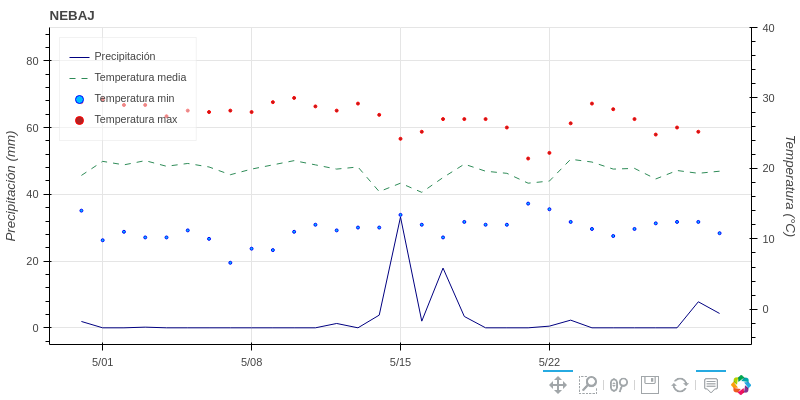 NEBAJ
Precipitación
Temperatura media
Temperatura min
Temperatura max
Precipitación (mm)
80
60
40
20
0
Temperatura (°C)
40
30
20
10
0
5/01
5/08
5/15
5/22